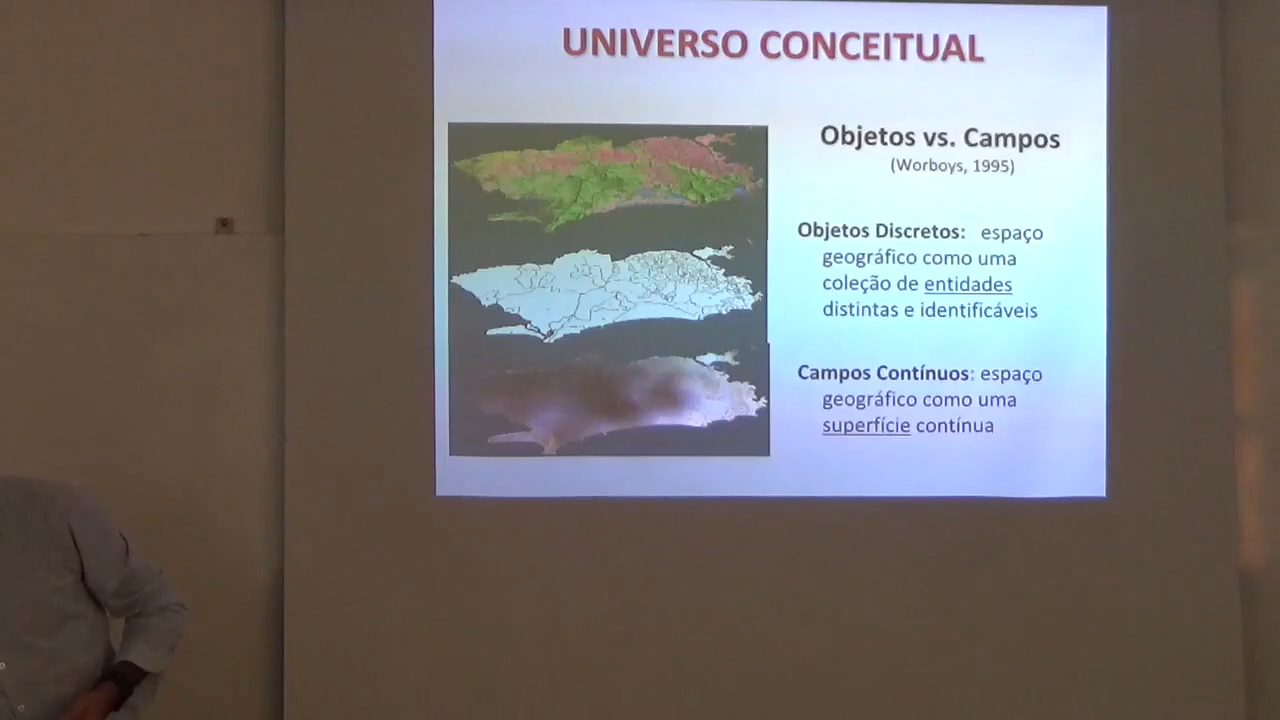 UNIVERSO CONCEITUAL
Objetos vs. Campos
(Worboys, 1995)
Objetos Discretos: espaço
geográfico como uma
coleção de entidades
distintas e identificáveis
Campos Contínuos: espaço
geográfico como uma
superfície contínua